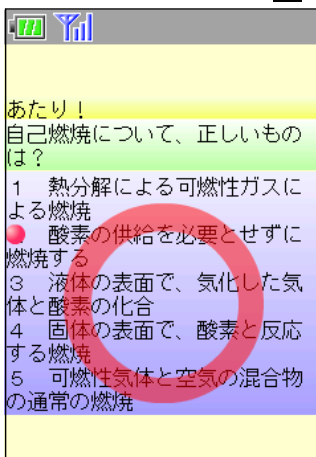 あたり！
自己燃焼について、正しいもの
は？
1　熱分解による可燃性ガスに
よる燃焼
酸素の供給を必要とせずに
燃焼する
3　液体の表面で、気化した気
体と酸素の化合
4　固体の表面で、酸素と反応
する燃焼
5　可燃性気体と空気の混合物
の通常の燃焼